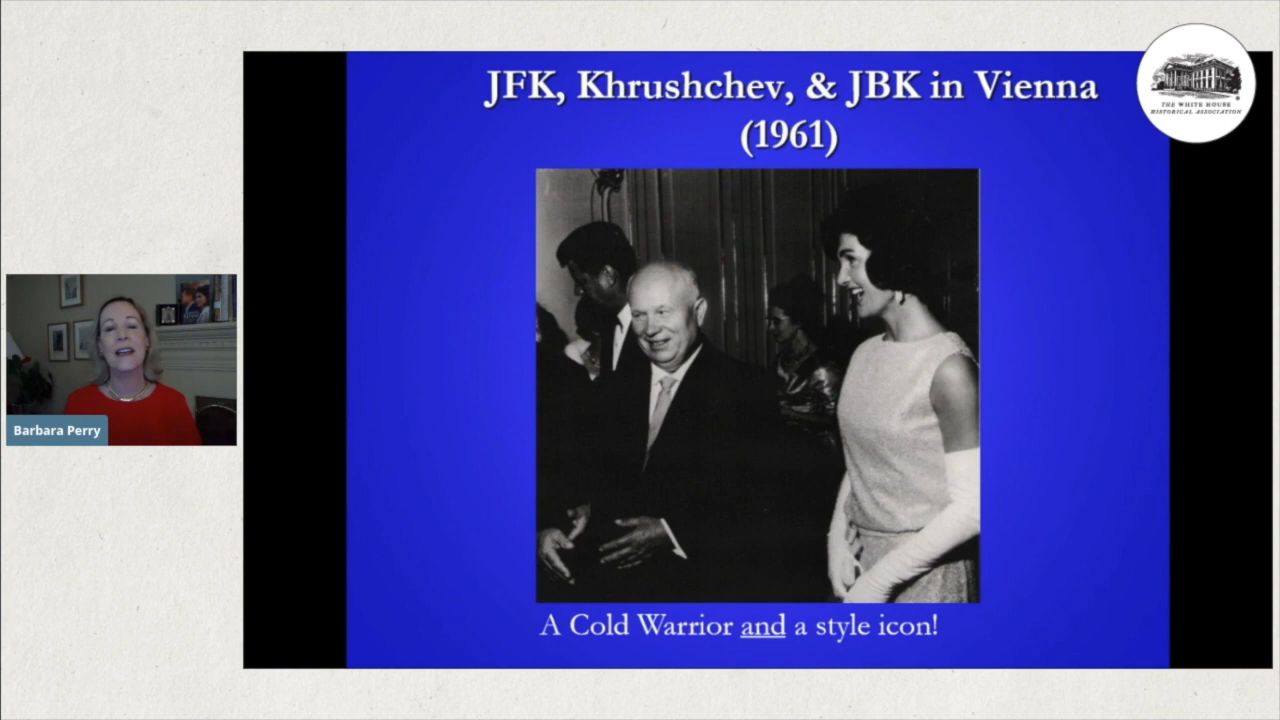 JFK, Khrushchev, & JBK in Vienna
(1961)
THE WHITE HOUSE
HISTORICAL ASSOCIATION
Barbara Perry
A Cold Warrior and a style icon!